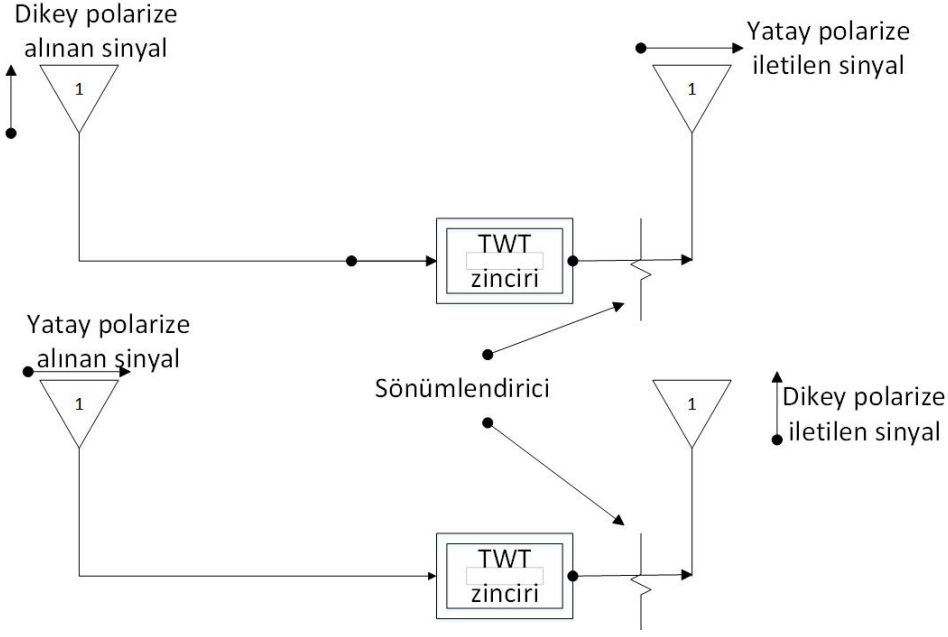 Dikey polarize
alınan sinyal
1
Yatay polarize
iletilen sinyal
1
TWT
zinciri
Yatay polarize
alınan sinyal
1
Sönümlendirici
1
Dikey polarize
iletilen sinyal
TWT
zinciri